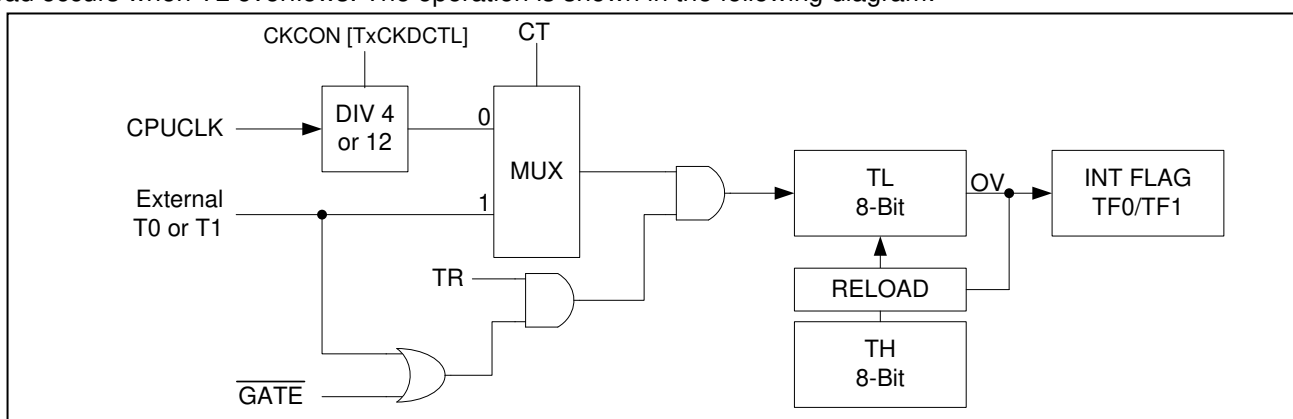 oad occurs when TL overflows. The operation is shown in the following diagram.
CKCON [TxCKDCTL]
CT
CPUCLK
DIV 4
or 12
0
MUX
External
T0 or T1
1
TR
GATE
TL
8-Bit
OV
INT FLAG
TF0/TF1
RELOAD
TH
8-Bit